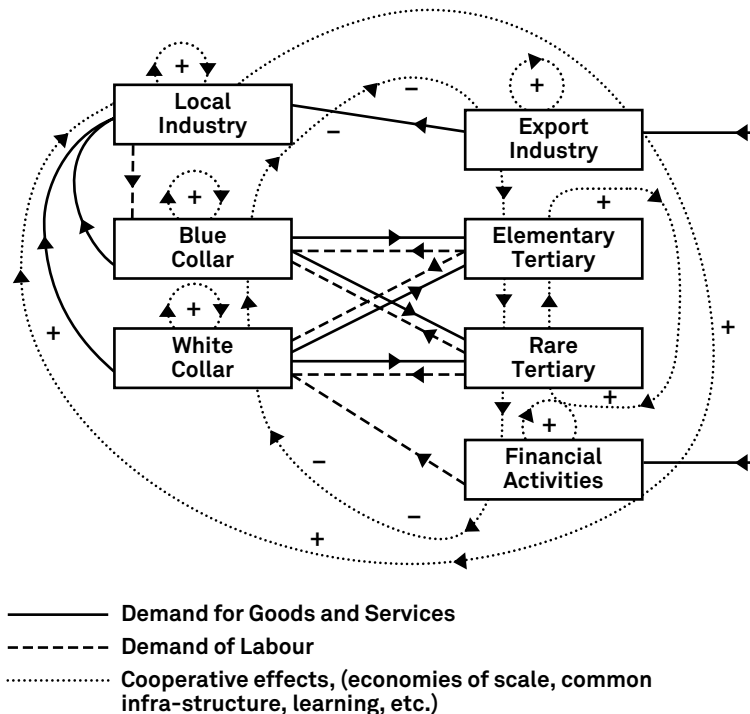 +
Local
Industry
+
−
−
Export
Industry
+
Blue
Collar
+
Elementary
Tertiary
+
White
Collar
+
+
Rare
Tertiary
+
+
Financial
Activities
−
−
+
Demand for Goods and Services
Demand of Labour
Cooperative effects, (economies of scale, common
infra-structure, learning, etc.)